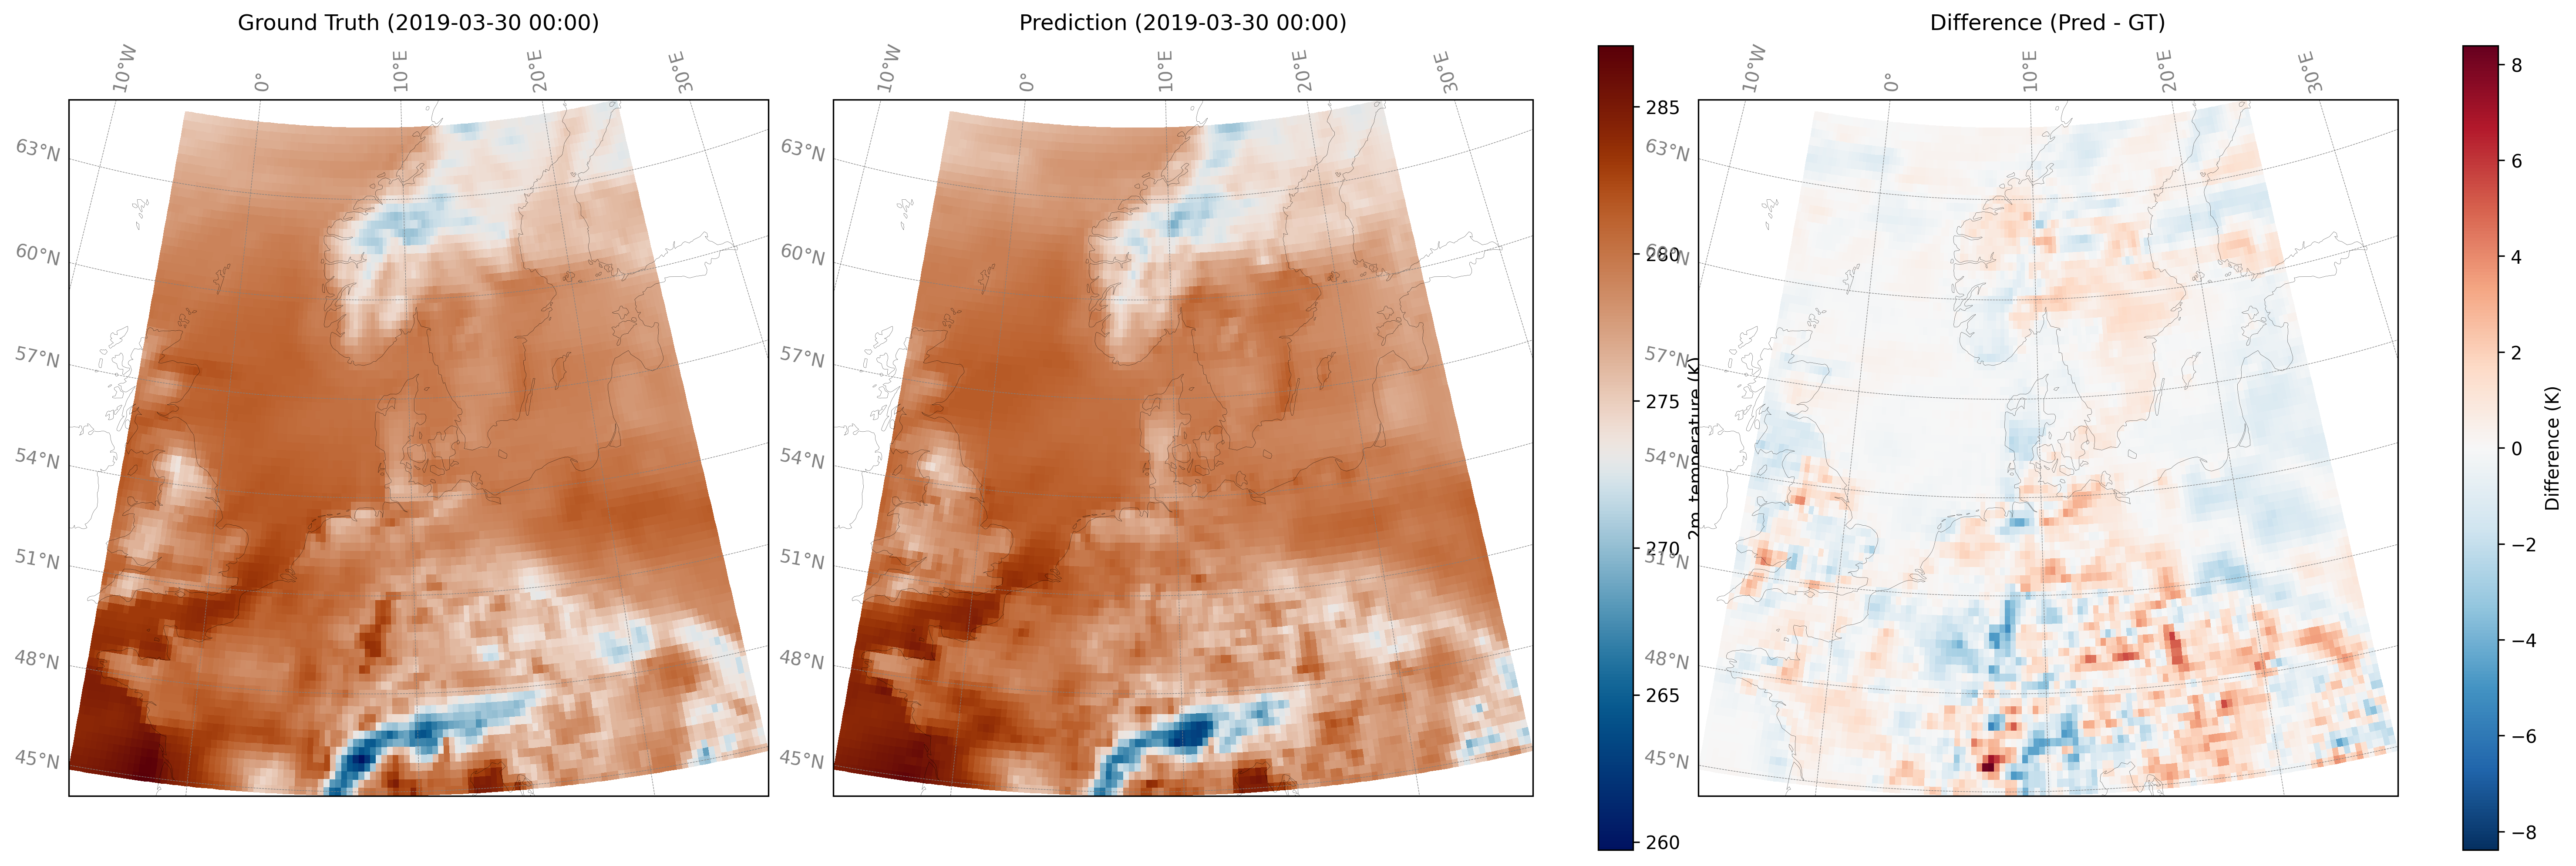 Ground Truth (2019-03-30 00:00)
10°W 0° 10°E 20°E 30°E
63°N
60°N
57°N
54°N
51°N
48°N
45°N
Prediction (2019-03-30 00:00)
10°W 0° 10°E 20°E 30°E
63°N
60°N
57°N
54°N
51°N
48°N
45°N
285
280
275
270
265
260
2m temperature (K)
Difference (Pred - GT)
10°W 0° 10°E 20°E 30°E
63°N
60°N
57°N
54°N
51°N
48°N
45°N
8
6
4
2
0
−2
−4
−6
−8
Difference (K)